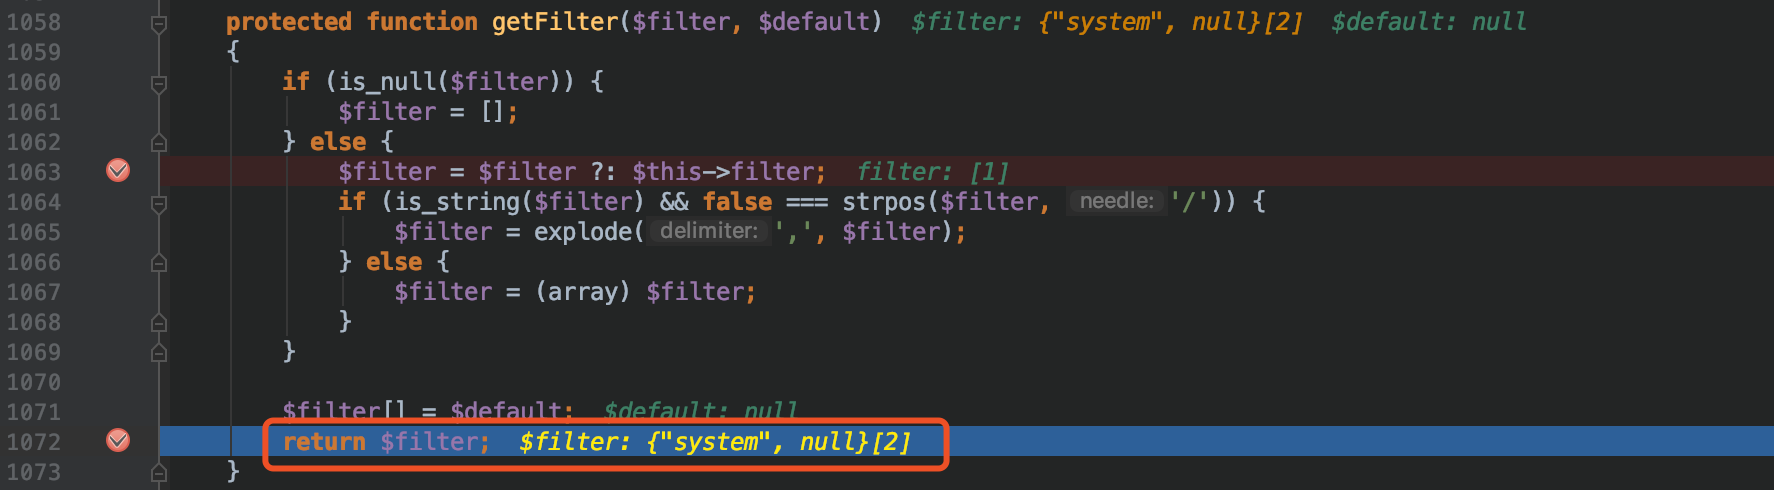 1058 protected function getFilter($filter, $default) $filter: {"system", null}[2] $default: null
1059 {
1060 if (is_null($filter)) {
1061 $filter = [];
1062 } else {
1063 $filter = $filter ?: $this->filter; filter: [1]
1064 if (is_string($filter) && false === strpos($filter, needle: '/')) {
1065 $filter = explode( delimiter: ',', $filter);
1066 } else {
1067 $filter = (array) $filter;
1068 }
1069 }
1070
1071 $filter[] = $default; $default: null
1072 return $filter; $filter: {"system", null}[2]
1073 }